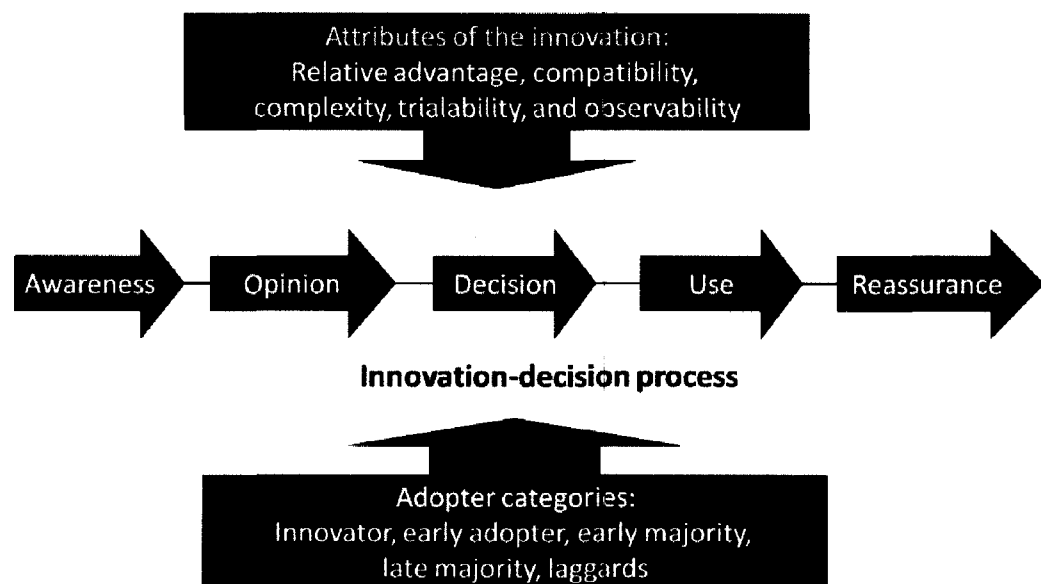 Attributes of the innovation:
Relative advantage, compatibility,
complexity, trialability, and observability
Awareness
Opinion
Decision
Use
Reassurance
Innovation-decision process
Adopter categories:
Innovator, early adopter, early majority,
late majority, laggards